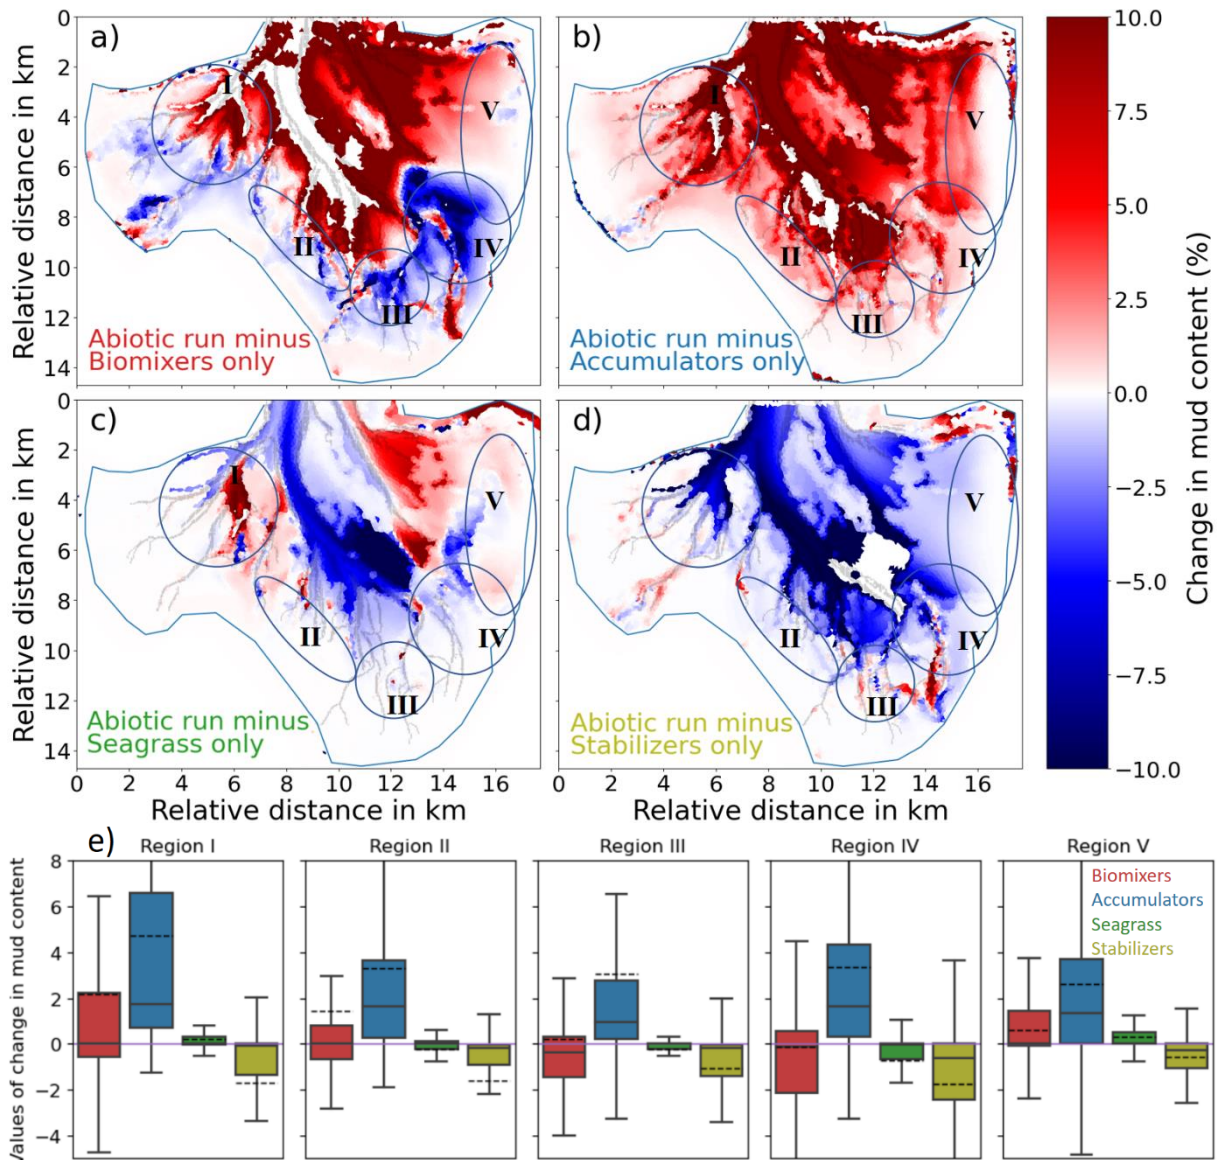 a)
b)
I
II
III
IV
V
I
II
III
IV
V
0
2
4
6
8
10
12
14
Relative distance in km
Abiotic run minus
Biomixers only
Abiotic run minus
Accumulators only
c)
d)
I
II
III
IV
V
I
II
III
IV
V
0
2
4
6
8
10
12
14
Relative distance in km
Abiotic run minus
Seagrass only
Abiotic run minus
Stabilizers only
0 2 4 6 8 10 12 14 16
0 2 4 6 8 10 12 14 16
Relative distance in km
Relative distance in km
10.0
7.5
5.0
2.5
0.0
−2.5
−5.0
−7.5
−10.0
Change in mud content (%)
e)
Region I
Region II
Region III
Region IV
Region V
8
6
4
2
0
−2
−4
Values of change in mud content
Biomixers
Accumulators
Seagrass
Stabilizers